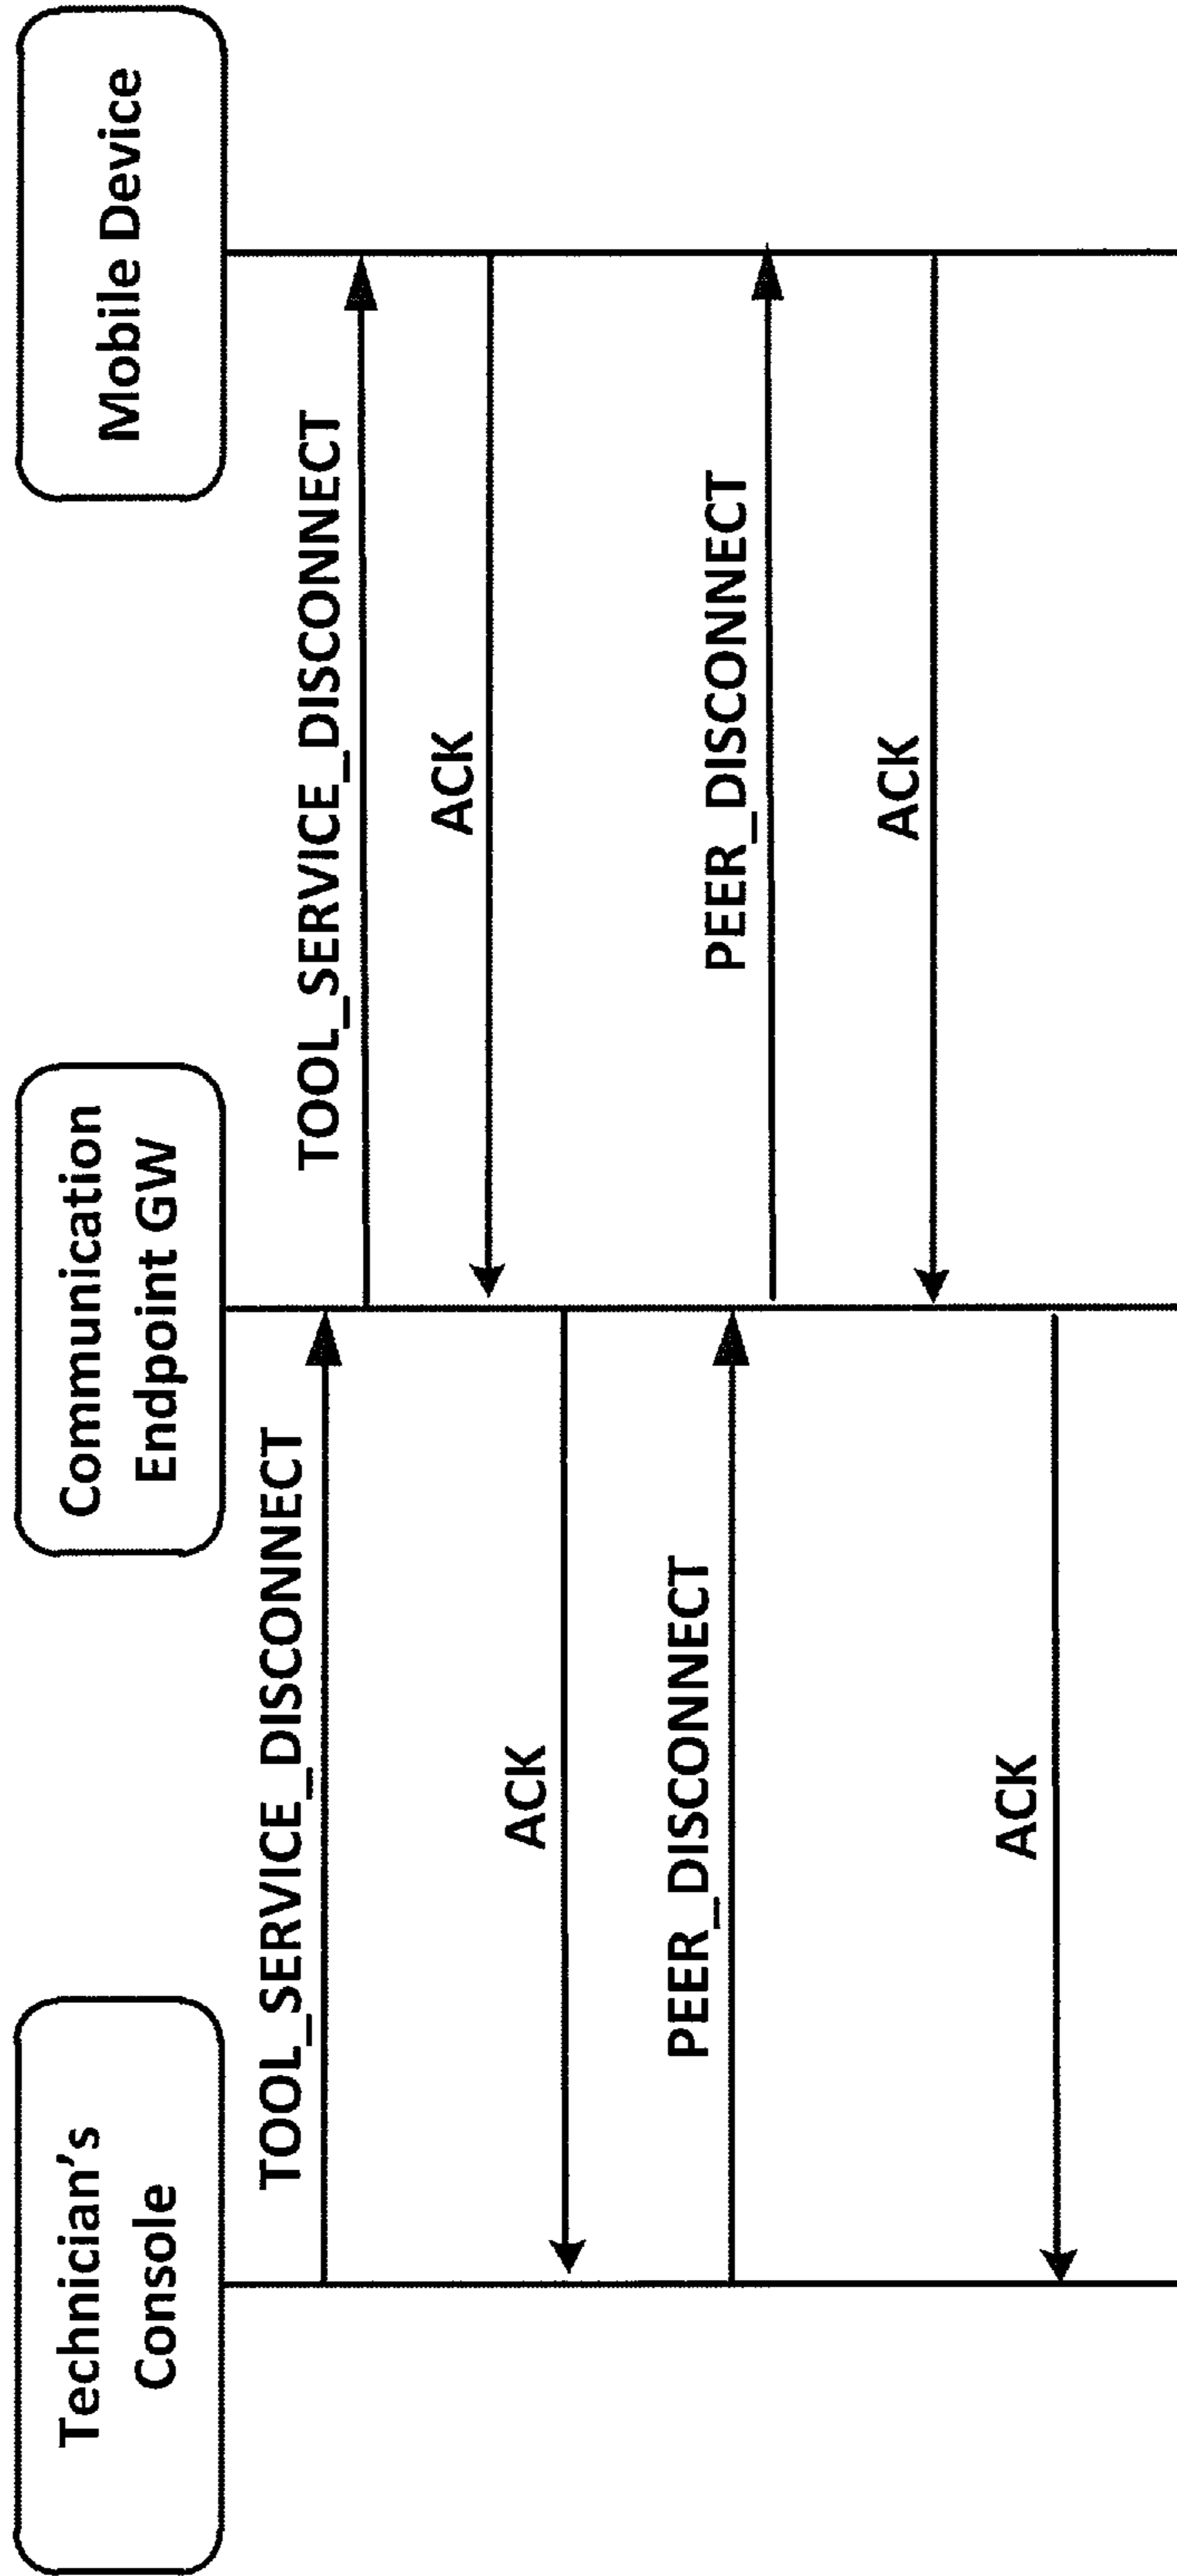 Technician's
Console
Communication
Endpoint GW
Mobile Device
TOOL_SERVICE_DISCONNECT
TOOL_SERVICE_DISCONNECT
ACK
ACK
PEER_DISCONNECT
PEER_DISCONNECT
ACK
ACK